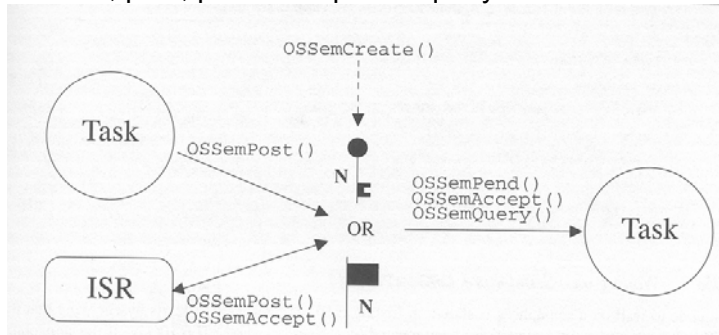 OSSemCreate()
Task
OSSemPost()
N
OSSemPend()
OSSemAccept()
OSSemQuery()
OR
Task
ISR
OSSemPost()
OSSemAccept()
N